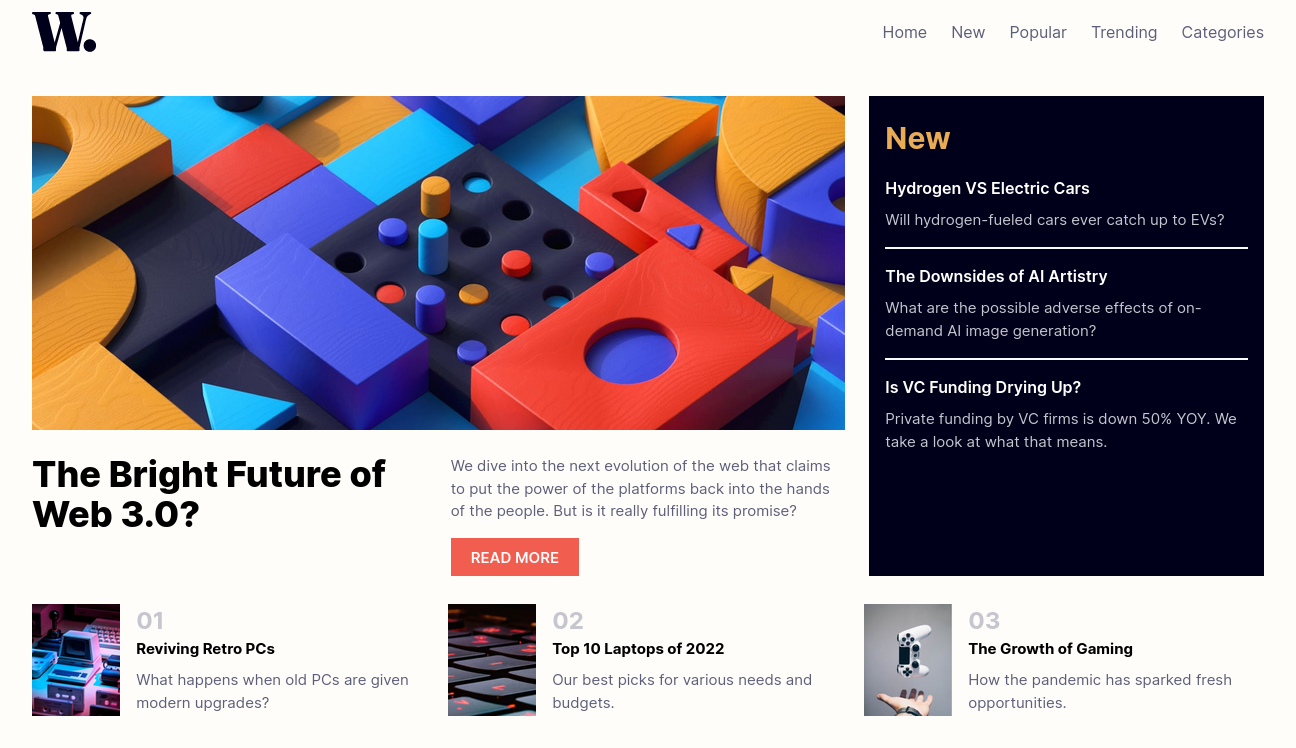 W.
Home New Popular Trending Categories
New
Hydrogen VS Electric Cars
Will hydrogen-fueled cars ever catch up to EVs?
The Downsides of AI Artistry
What are the possible adverse effects of on-
demand AI image generation?
Is VC Funding Drying Up?
Private funding by VC firms is down 50% YOY. We
take a look at what that means.
The Bright Future of
Web 3.0?
We dive into the next evolution of the web that claims
to put the power of the platforms back into the hands
of the people. But is it really fulfilling its promise?
READ MORE
01
Reviving Retro PCs
What happens when old PCs are given
modern upgrades?
02
Top 10 Laptops of 2022
Our best picks for various needs and
budgets.
03
The Growth of Gaming
How the pandemic has sparked fresh
opportunities.